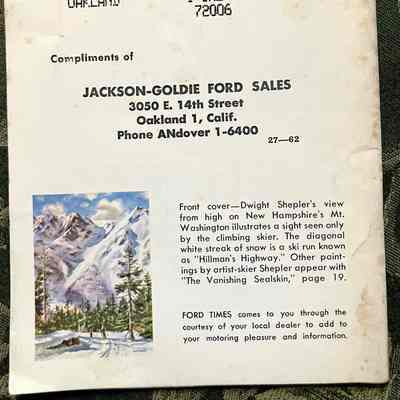 OAKLAND
72006
Compliments of
JACKSON-GOLDIE FORD SALES
3050 E. 14th Street
Oakland 1, Calif.
Phone ANdover 1-6400
27—62
Front cover—Dwight Shepler's view
from high on New Hampshire's Mt.
Washington illustrates a sight seen only
by the climbing skier. The diagonal
white streak of snow is a ski run known
as "Hillman's Highway." Other paint-
ings by artist-skier Shepler appear with
"The Vanishing Sealskin," page 19.
FORD TIMES comes to you through the
courtesy of your local dealer to add to
your motoring pleasure and information.